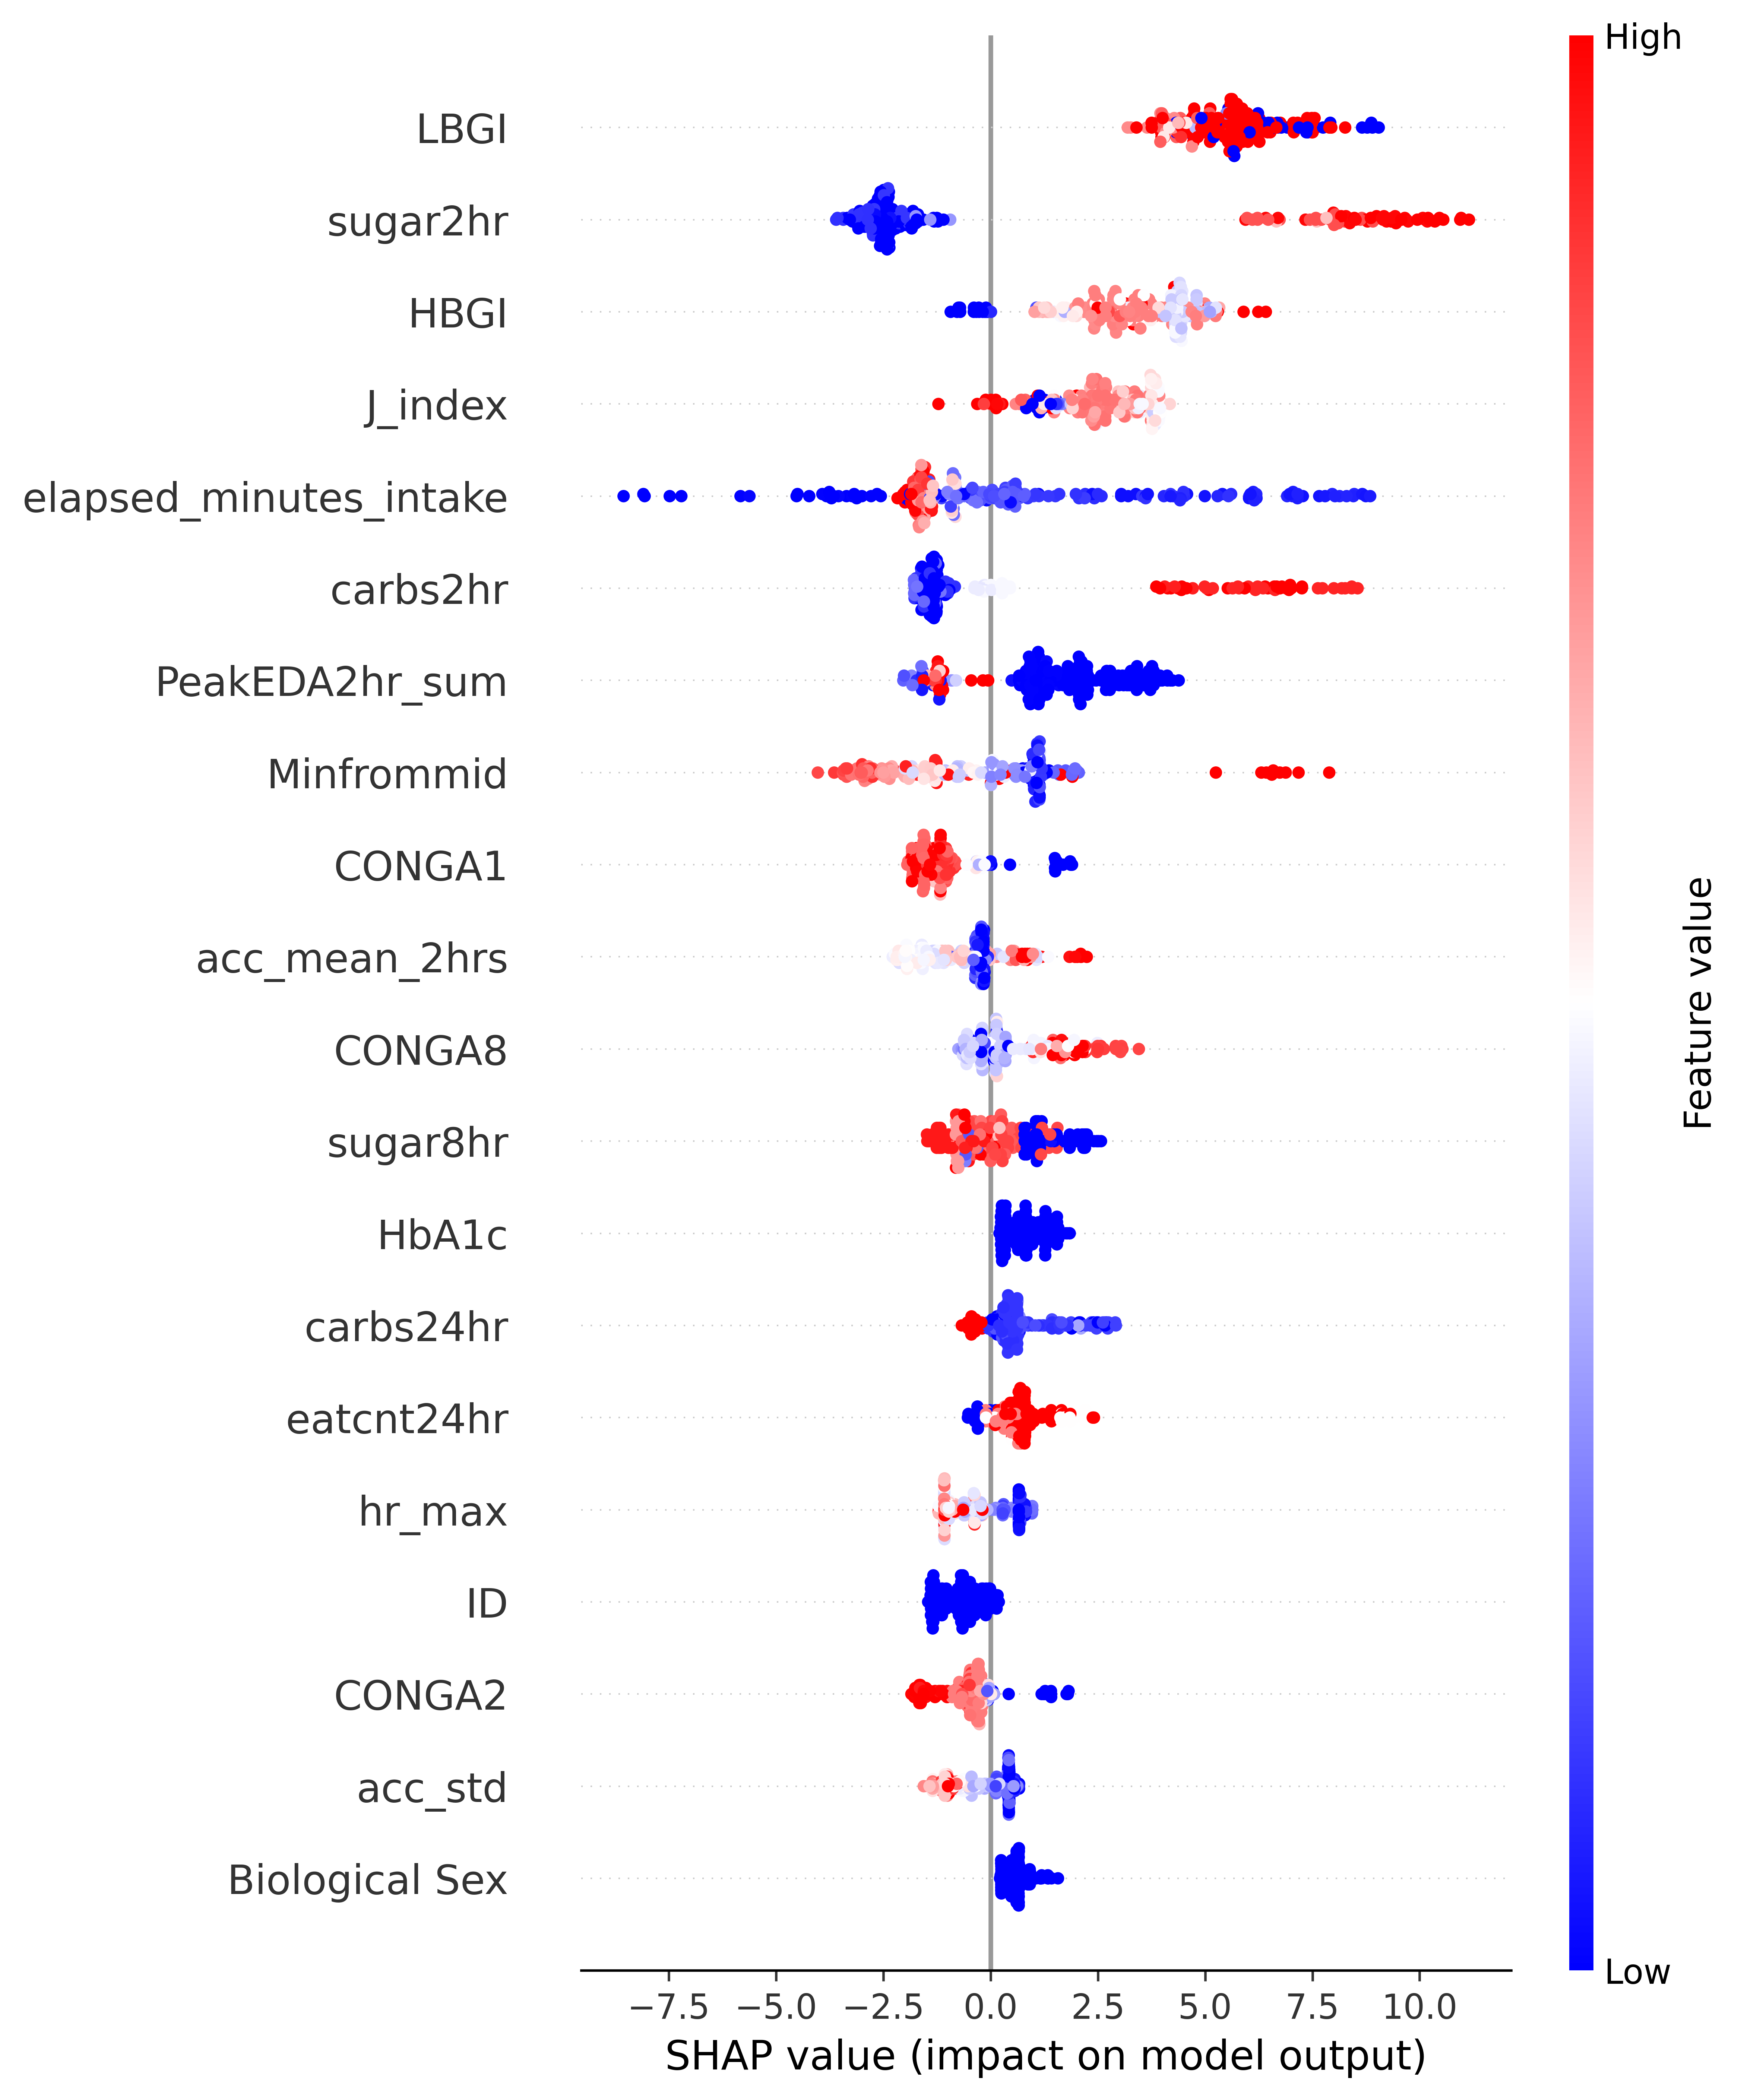 High
LBGI
sugar2hr
HBGI
J_index
elapsed_minutes_intake
carbs2hr
PeakEDA2hr_sum
Minfrommid
CONGA1
acc_mean_2hrs
CONGA8
sugar8hr
HbA1c
carbs24hr
eatcnt24hr
hr_max
ID
CONGA2
acc_std
Biological Sex
Feature value
Low
−7.5 −5.0 −2.5 0.0 2.5 5.0 7.5 10.0
SHAP value (impact on model output)